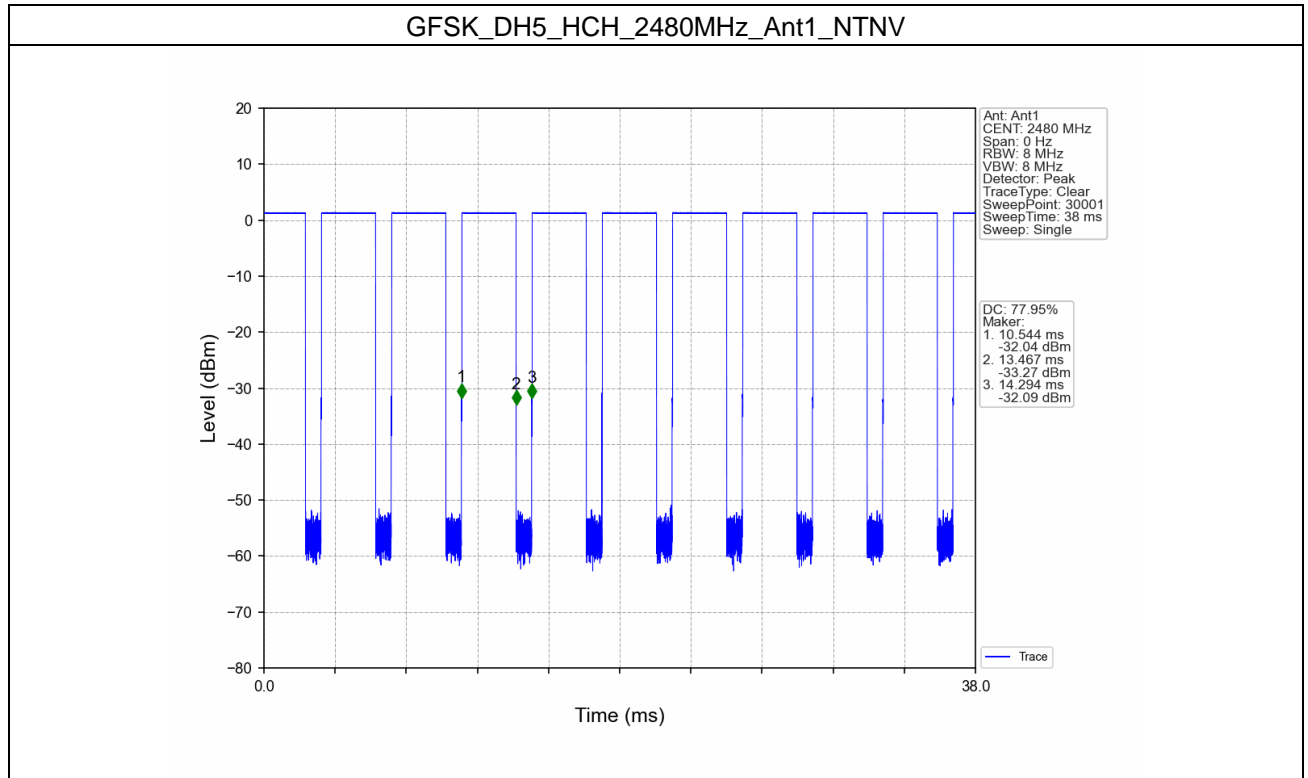 GFSK_DH5_HCH_2480MHz_Ant1_NTNV
20
10
0
−10
−20
−30
−40
−50
−60
−70
−80
Level (dBm)
0.0
38.0
Time (ms)
1
2
3
Ant: Ant1
CENT: 2480 MHz
Span: 0 Hz
RBW: 8 MHz
VBW: 8 MHz
Detector: Peak
TraceType: Clear
SweepPoint: 30001
SweepTime: 38 ms
Sweep: Single
DC: 77.95%
Maker:
1. 10.544 ms
-32.04 dBm
2. 13.467 ms
-33.27 dBm
3. 14.294 ms
-32.09 dBm
Trace